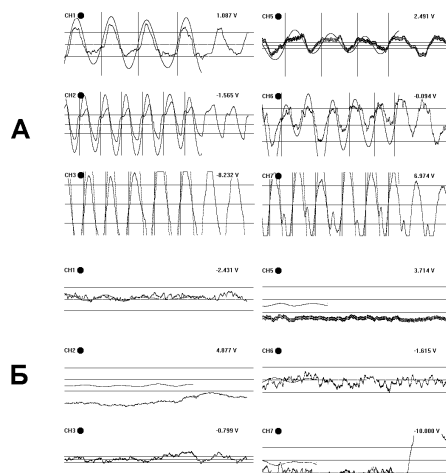 CH1 1.087 V
CH5 2.491 V
CH2 -1.565 V
CH6 -0.094 V
А
CH3 -8.232 V
CH7 6.974 V
CH1 -2.431 V
CH5 3.714 V
CH2 4.877 V
CH6 -1.615 V
Б
CH3 -0.799 V
CH7 -10.000 V